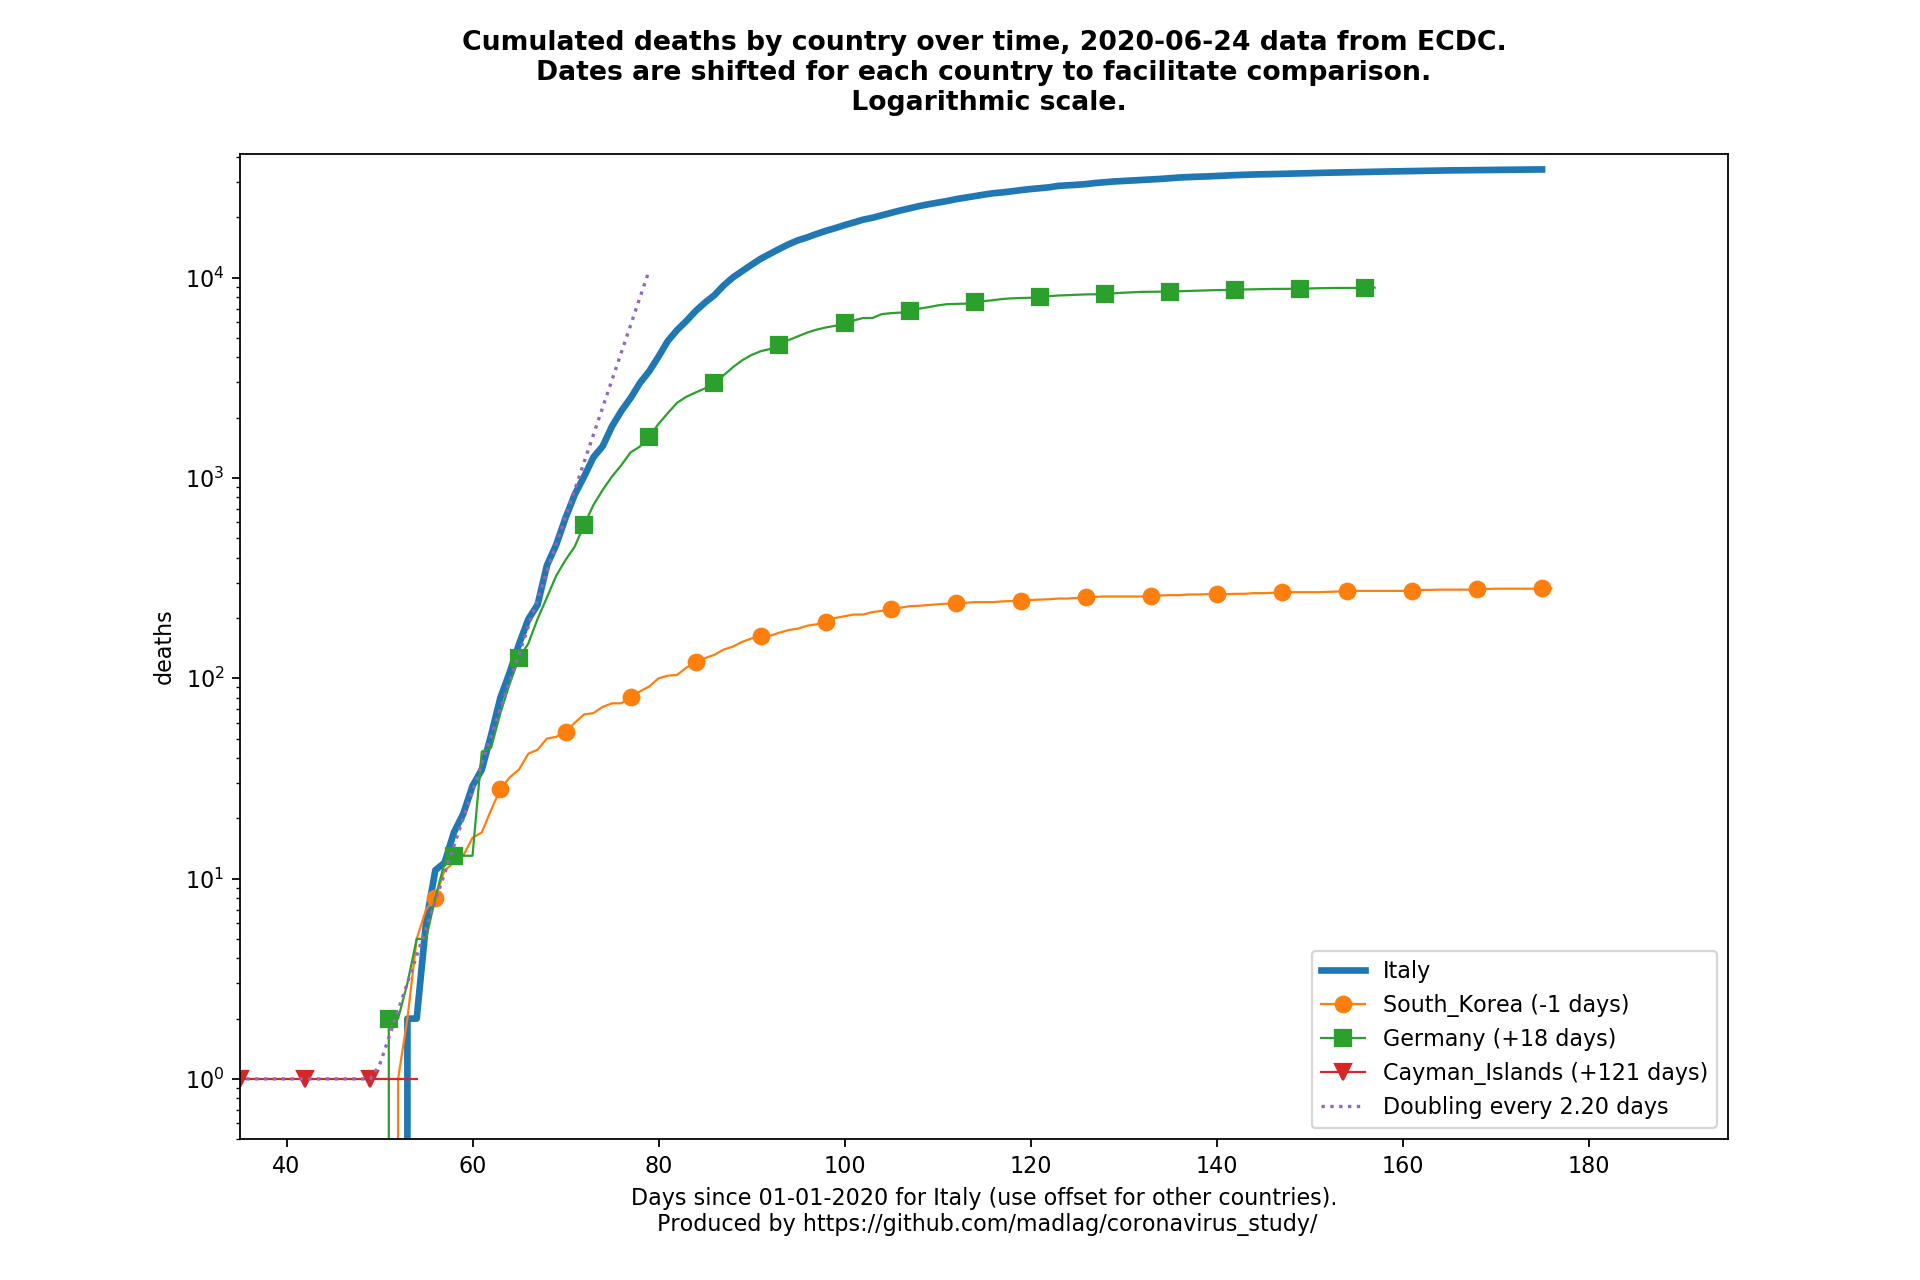 Cumulated deaths by country over time, 2020-06-24 data from ECDC.
Dates are shifted for each country to facilitate comparison.
Logarithmic scale.
10^4
10^3
10^2
10^1
10^0
deaths
Italy
South_Korea (-1 days)
Germany (+18 days)
Cayman_Islands (+121 days)
Doubling every 2.20 days
40 60 80 100 120 140 160 180
Days since 01-01-2020 for Italy (use offset for other countries).
Produced by https://github.com/madlag/coronavirus_study/